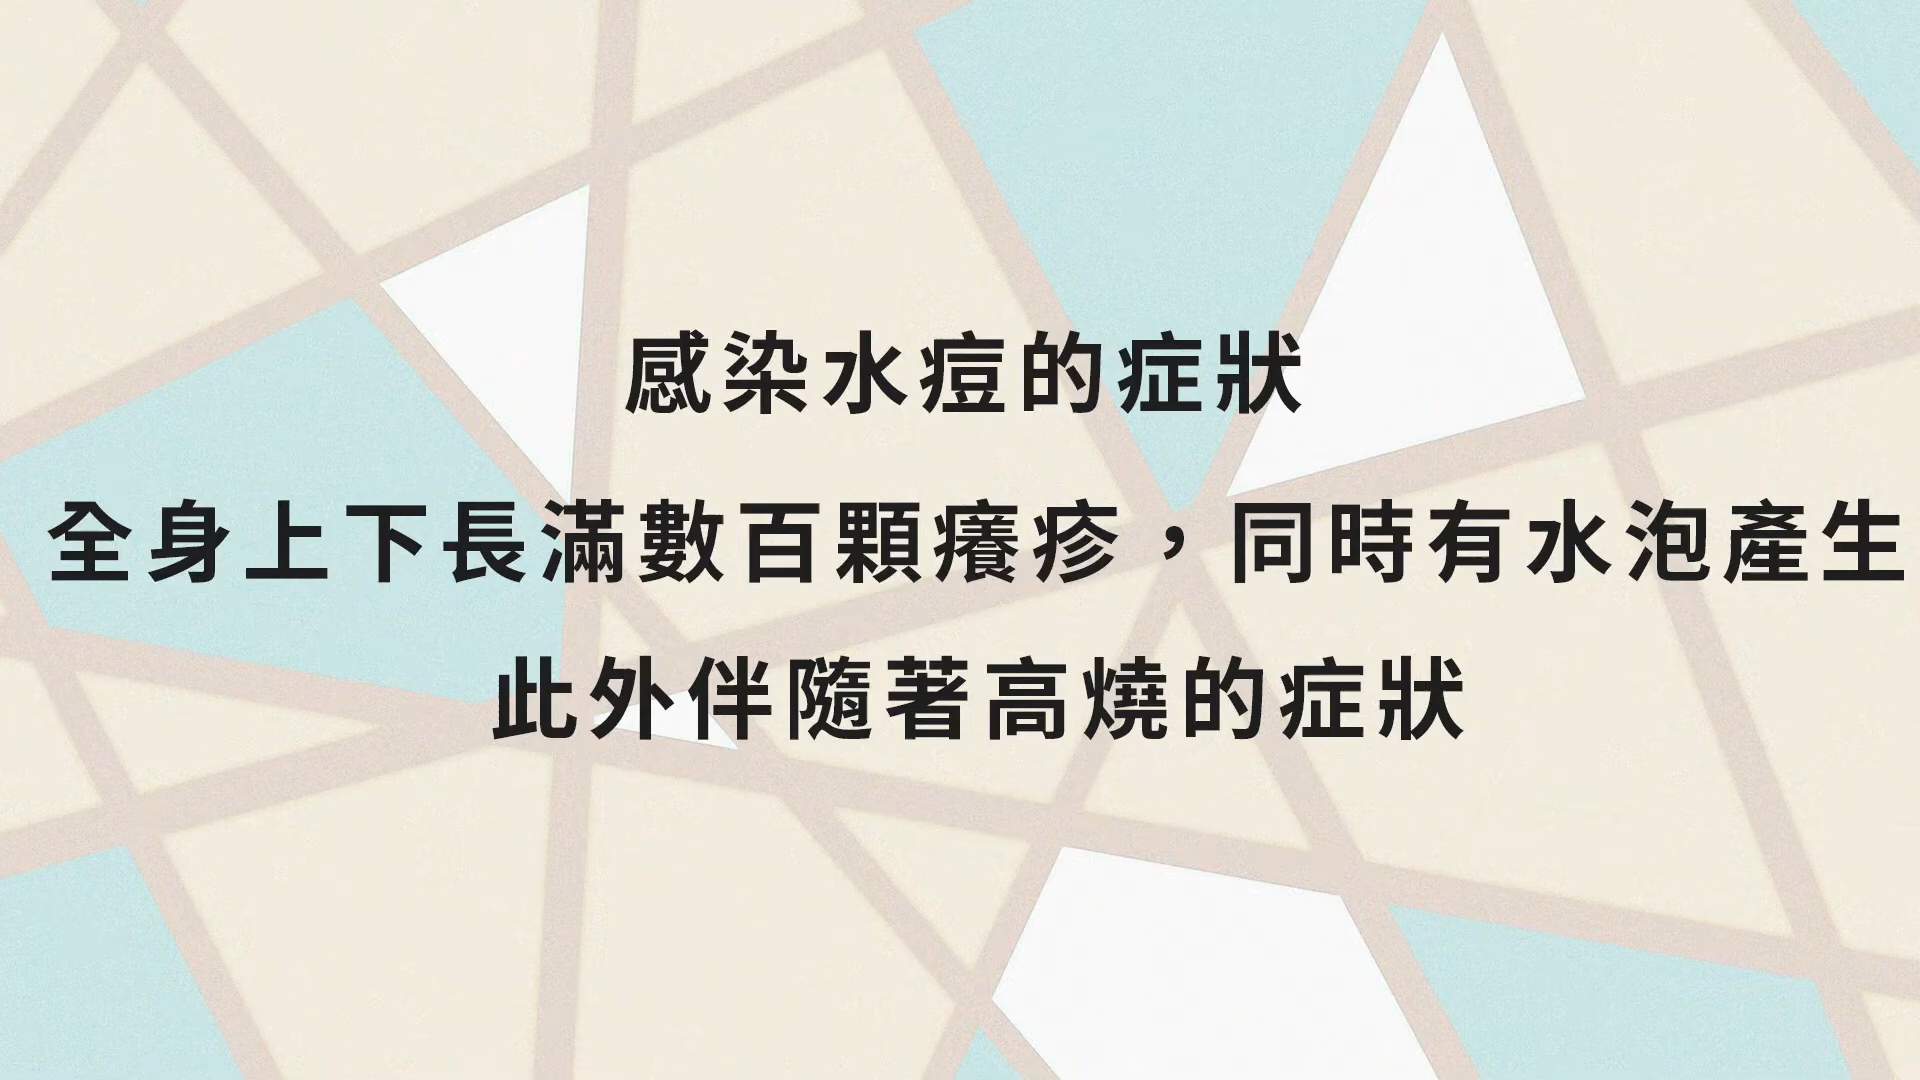 感染水痘的症狀
全身上下長滿數百顆癢疹，同時有水泡產生
此外伴隨著高燒的症狀